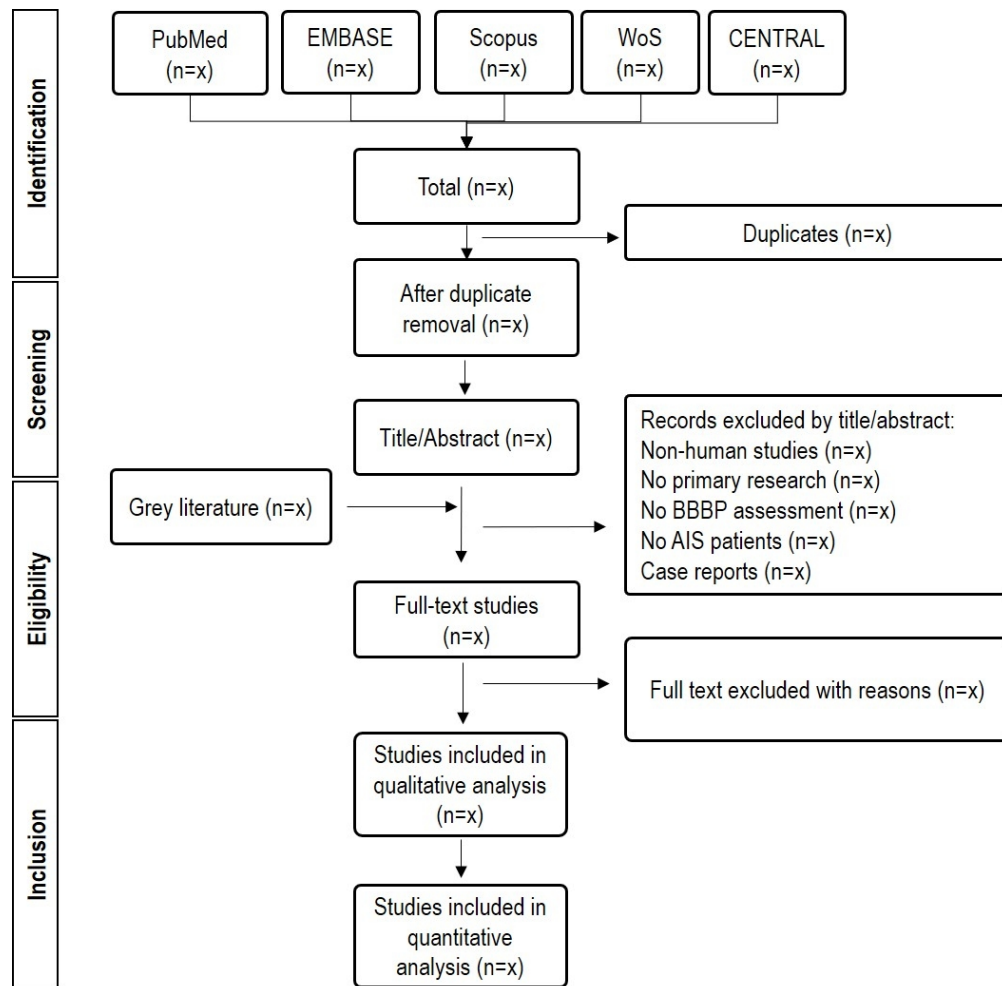 Identification
PubMed
(n=x)
EMBASE
(n=x)
Scopus
(n=x)
WoS
(n=x)
CENTRAL
(n=x)
Total (n=x)
Duplicates (n=x)
Screening
After duplicate
removal (n=x)
Title/Abstract (n=x)
Records excluded by title/abstract:
Non-human studies (n=x)
No primary research (n=x)
No BBBP assessment (n=x)
No AIS patients (n=x)
Case reports (n=x)
Eligibility
Grey literature (n=x)
Full-text studies
(n=x)
Full text excluded with reasons (n=x)
Inclusion
Studies included in
qualitative analysis
(n=x)
Studies included in
quantitative
analysis (n=x)